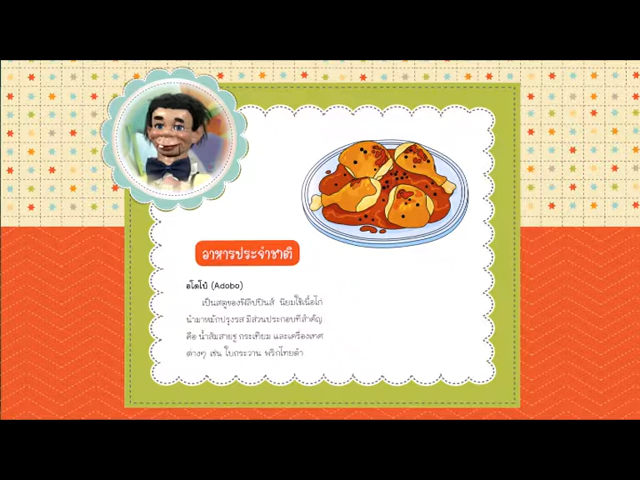 อาหารประจำชาติ
อโดโบ้ (Adobo)
เป็นสตูของฟิลิปปินส์ นิยมใช้เนื้อไก่
นำมาหมักปรุงรส มีส่วนประกอบที่สำคัญ
คือ น้ำส้มสายชู กระเทียม และเครื่องเทศ
ต่างๆ เช่น ใบกระวาน พริกไทยดำ